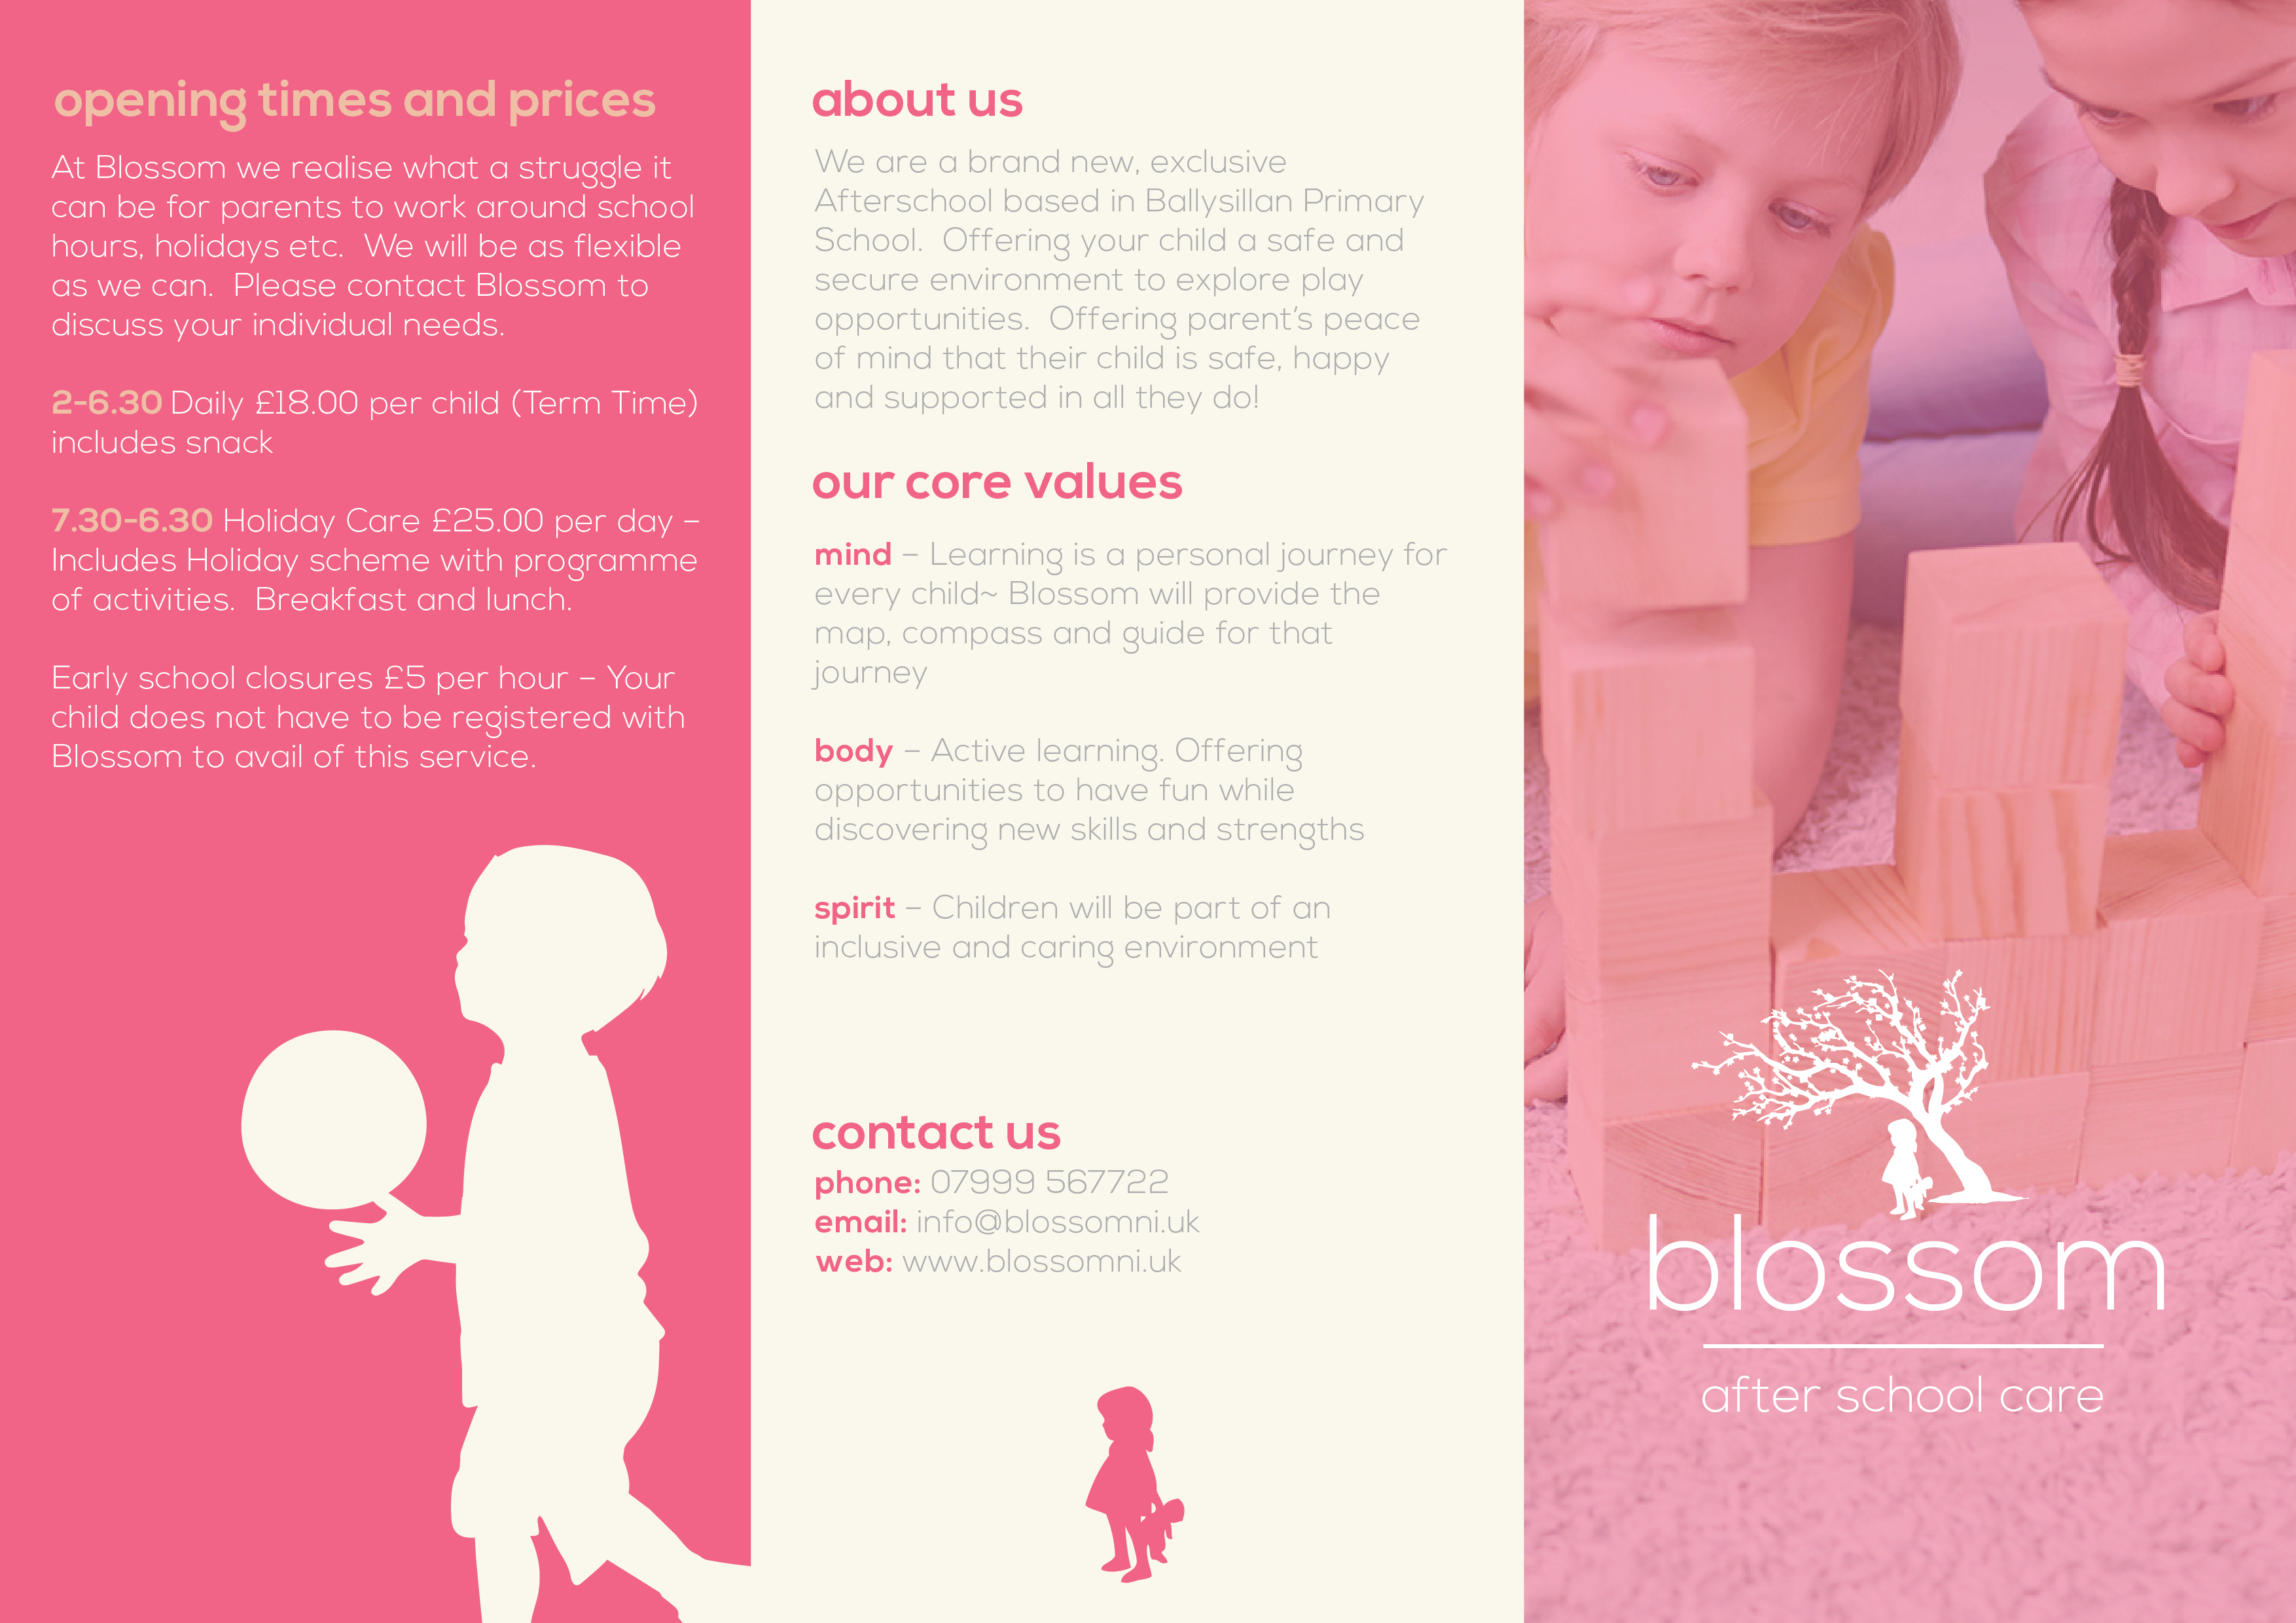 opening times and prices
At Blossom we realise what a struggle it
can be for parents to work around school
hours, holidays etc.  We will be as flexible
as we can.  Please contact Blossom to
discuss your individual needs.
2-6.30 Daily £18.00 per child (Term Time)
includes snack
7.30-6.30 Holiday Care £25.00 per day –
Includes Holiday scheme with programme
of activities.  Breakfast and lunch.
Early school closures £5 per hour – Your
child does not have to be registered with
Blossom to avail of this service.
about us
We are a brand new, exclusive
Afterschool based in Ballysillan Primary
School.  Offering your child a safe and
secure environment to explore play
opportunities.  Offering parent’s peace
of mind that their child is safe, happy
and supported in all they do!
our core values
mind – Learning is a personal journey for
every child~ Blossom will provide the
map, compass and guide for that
journey
body – Active learning. Offering
opportunities to have fun while
discovering new skills and strengths
spirit – Children will be part of an
inclusive and caring environment
contact us
phone: 07999 567722
email: info@blossomni.uk
web: www.blossomni.uk
blossom
after school care